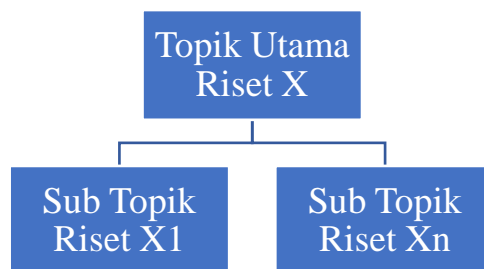 Topik Utama
Riset X
Sub Topik
Riset X1
Sub Topik
Riset Xn